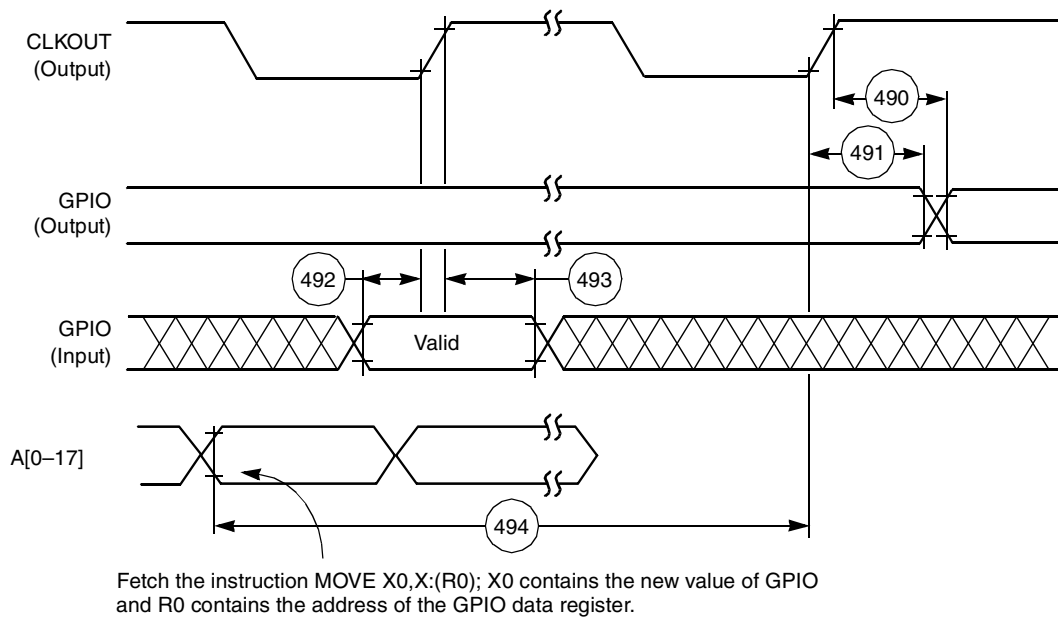 CLKOUT
(Output)
490
491
GPIO
(Output)
492
493
GPIO
(Input)
Valid
A[0–17]
494
Fetch the instruction MOVE X0,X:(R0); X0 contains the new value of GPIO
and R0 contains the address of the GPIO data register.